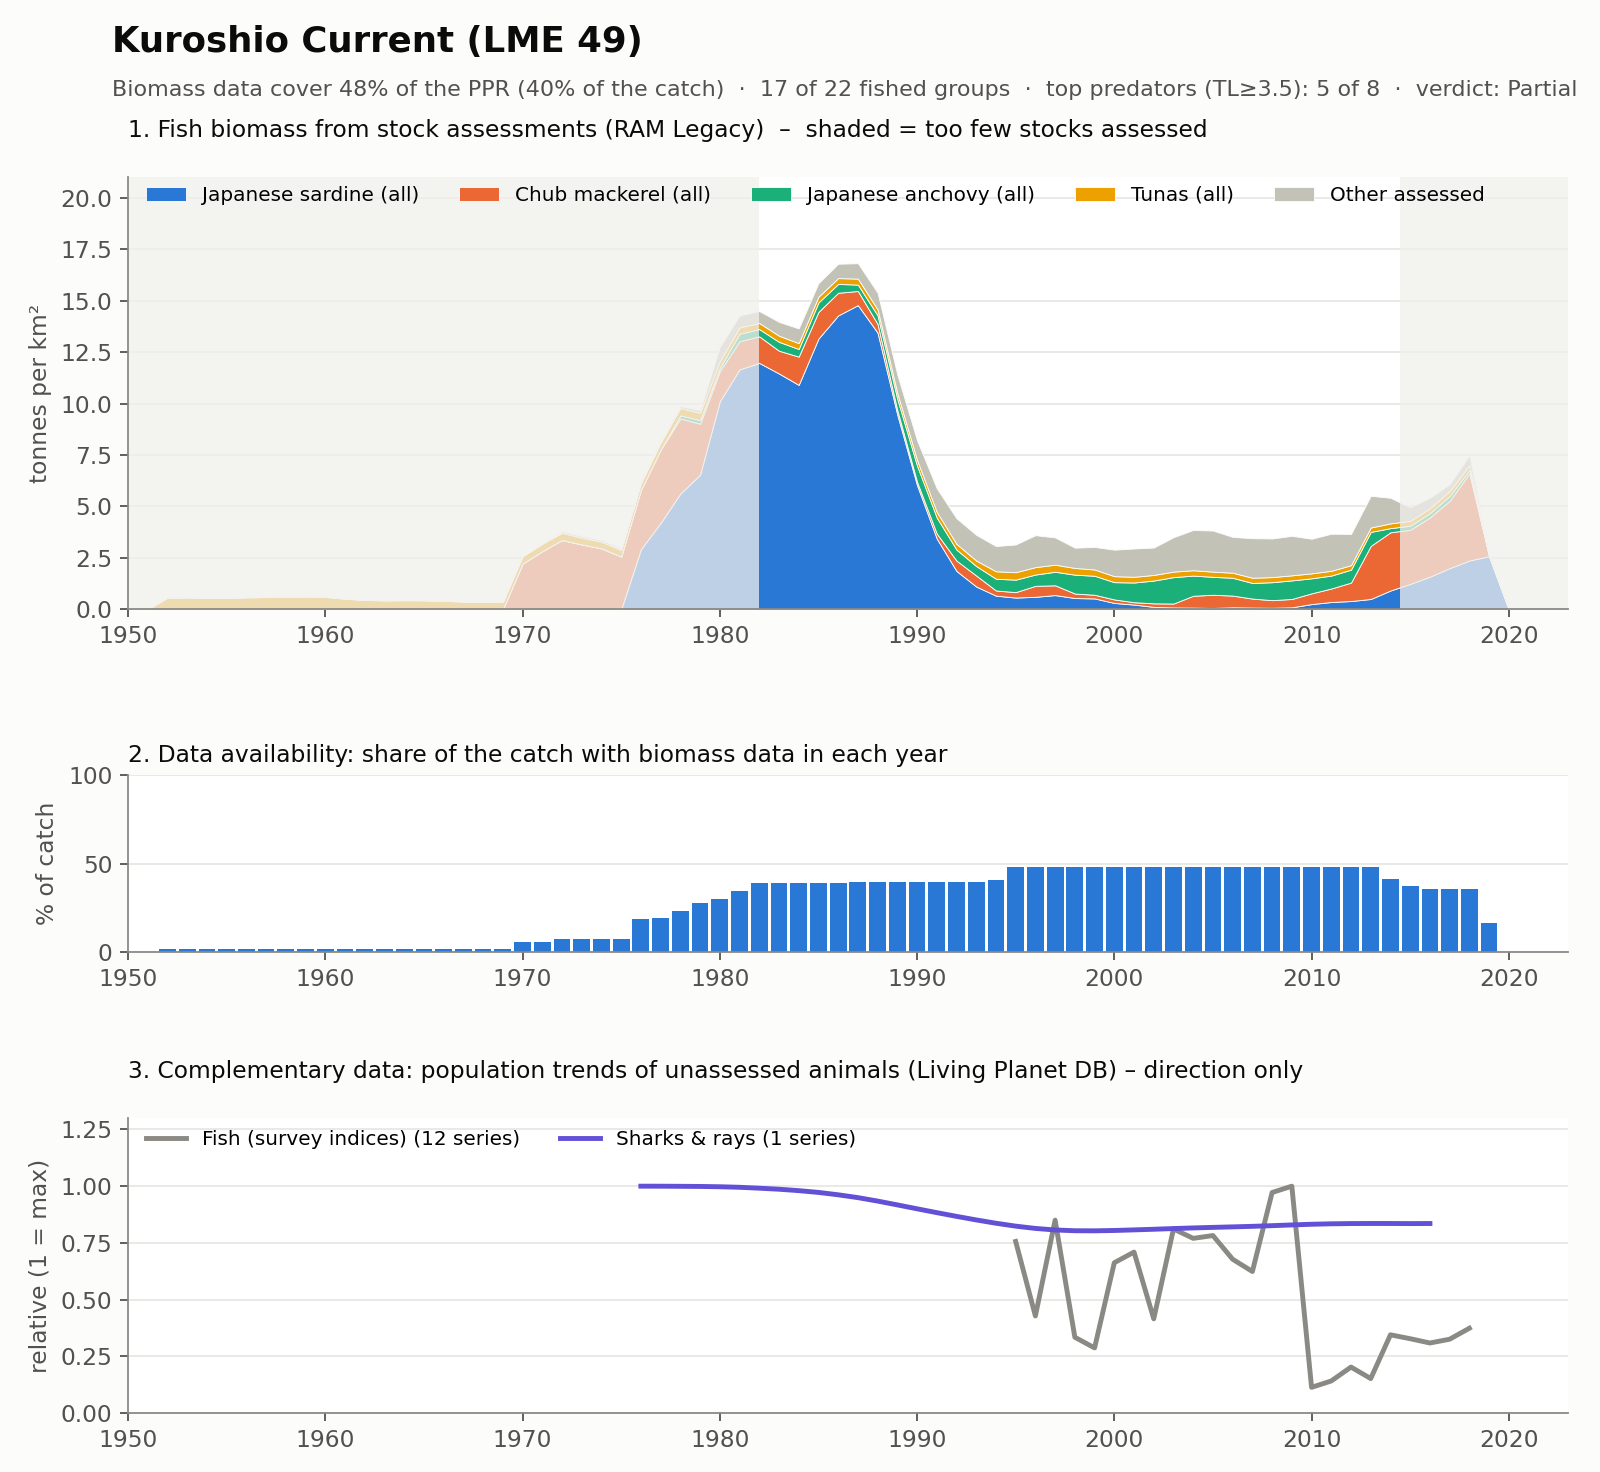 Kuroshio Current (LME 49)
Biomass data cover 48% of the PPR (40% of the catch)  ·  17 of 22 fished groups  ·  top predators (TL≥3.5): 5 of 8  ·  verdict: Partial
1. Fish biomass from stock assessments (RAM Legacy)  –  shaded = too few stocks assessed
Japanese sardine (all)
Chub mackerel (all)
Japanese anchovy (all)
Tunas (all)
Other assessed
tonnes per km²
20.0
17.5
15.0
12.5
10.0
7.5
5.0
2.5
0.0
1950 1960 1970 1980 1990 2000 2010 2020
2. Data availability: share of the catch with biomass data in each year
% of catch
100
50
0
1950 1960 1970 1980 1990 2000 2010 2020
3. Complementary data: population trends of unassessed animals (Living Planet DB) – direction only
Fish (survey indices) (12 series)
Sharks & rays (1 series)
relative (1 = max)
1.25
1.00
0.75
0.50
0.25
0.00
1950 1960 1970 1980 1990 2000 2010 2020